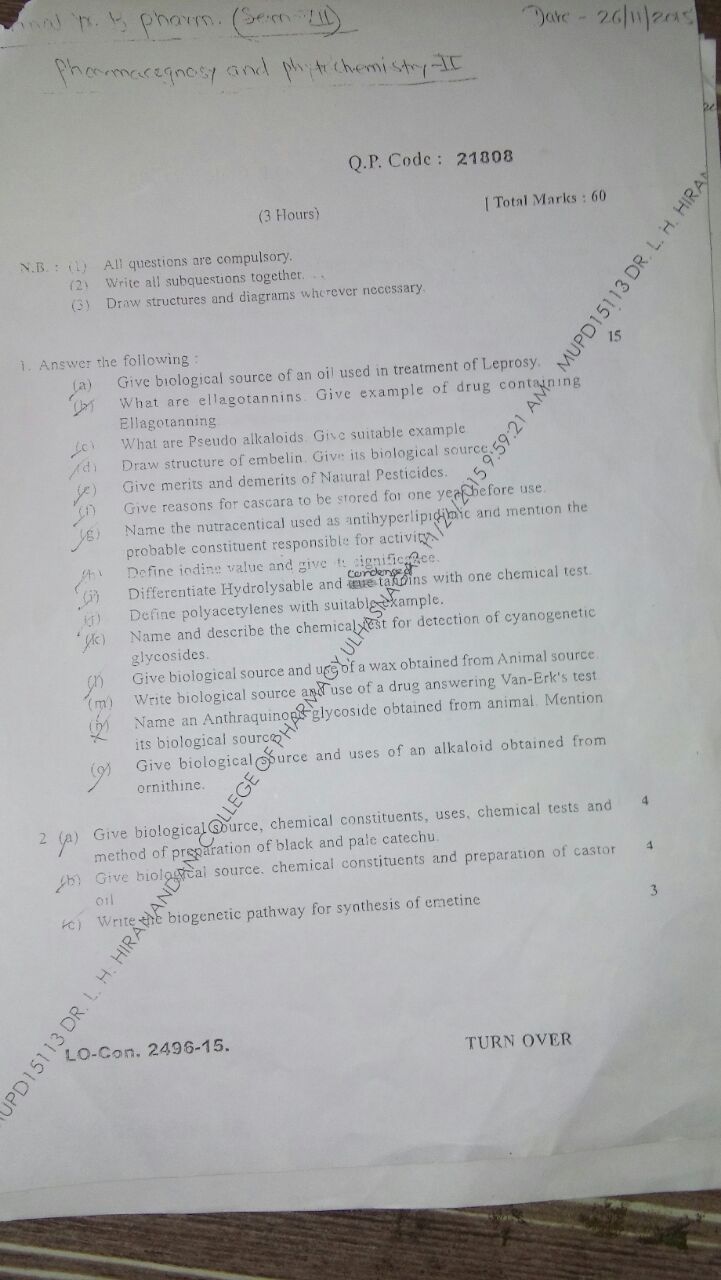 B pharm. (Sem-VII) Date - 26/11/2015
Pharmacognosy and phytochemistry-II
Q.P. Code : 21808
(3 Hours) [ Total Marks : 60
N.B. : (1) All questions are compulsory.
(2) Write all subquestions together.
(3) Draw structures and diagrams wherever necessary.
1. Answer the following : 15
(a) Give biological source of an oil used in treatment of Leprosy.
(b) What are ellagotannins. Give example of drug containing
Ellagotanning
(c) What are Pseudo alkaloids. Give suitable example
(d) Draw structure of embelin. Give its biological source.
(e) Give merits and demerits of Natural Pesticides.
(f) Give reasons for cascara to be stored for one year before use.
(g) Name the nutracentical used as antihyperlipidimic and mention the
probable constituent responsible for activity
(h) Define iodine value and give its significance.
(i) Differentiate Hydrolysable and condensed tannins with one chemical test.
(j) Define polyacetylenes with suitable example.
(k) Name and describe the chemical test for detection of cyanogenetic
glycosides.
(l) Give biological source and use of a wax obtained from Animal source.
(m) Write biological source and use of a drug answering Van-Erk's test
(n) Name an Anthraquinone glycoside obtained from animal. Mention
its biological source
(o) Give biological source and uses of an alkaloid obtained from
ornithine.
2 (a) Give biological source, chemical constituents, uses, chemical tests and 4
method of preparation of black and pale catechu.
(b) Give biological source, chemical constituents and preparation of castor 4
oil
(c) Write the biogenetic pathway for synthesis of emetine 3
LO-Con. 2496-15. TURN OVER
MUPD15113 DR. L. H. HIRANANDANI COLLEGE OF PHARMACY, ULHASNAGAR 11/26/2015 9:59:21 AM MUPD15113 DR. L. H. HIRAN